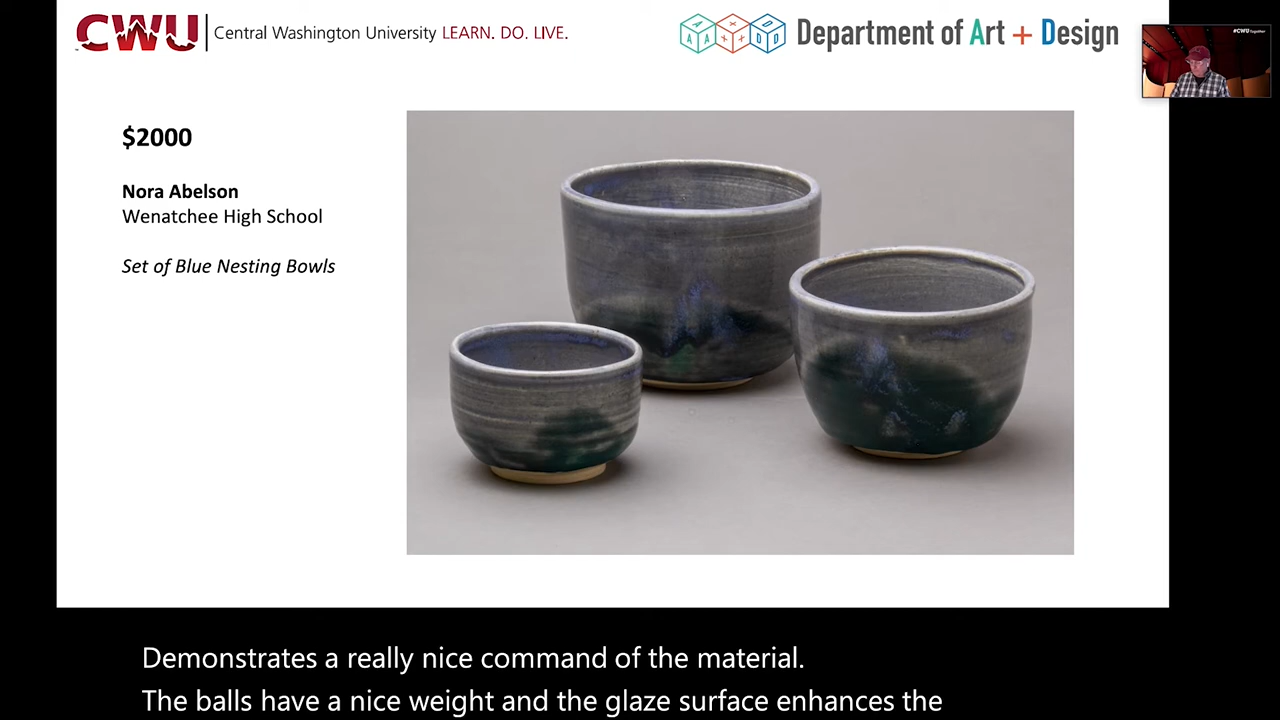 CWU Central Washington University LEARN. DO. LIVE.
A A A X X X D D D Department of Art + Design
#CWUTogether
$2000
Nora Abelson
Wenatchee High School
Set of Blue Nesting Bowls
Demonstrates a really nice command of the material.
The balls have a nice weight and the glaze surface enhances the